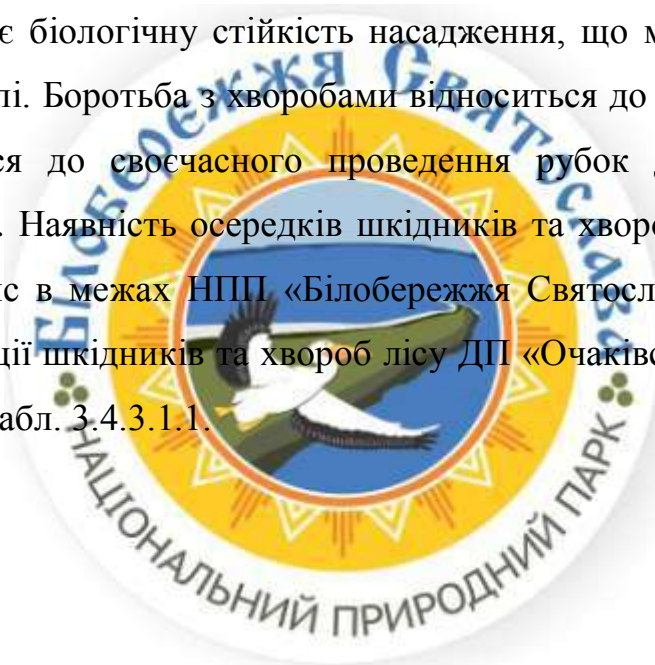 є біологічну стійкість насадження, що м
лі. Боротьба з хворобами відноситься до
ся до своєчасного проведення рубок
. Наявність осередків шкідників та хворо
іс в межах НПП «Білобережжя Святосл
ції шкідників та хвороб лісу ДП «Очаківс
абл. 3.4.3.1.1.
Білобережжя Святослава
НАЦІОНАЛЬНИЙ ПРИРОДНИЙ ПАРК